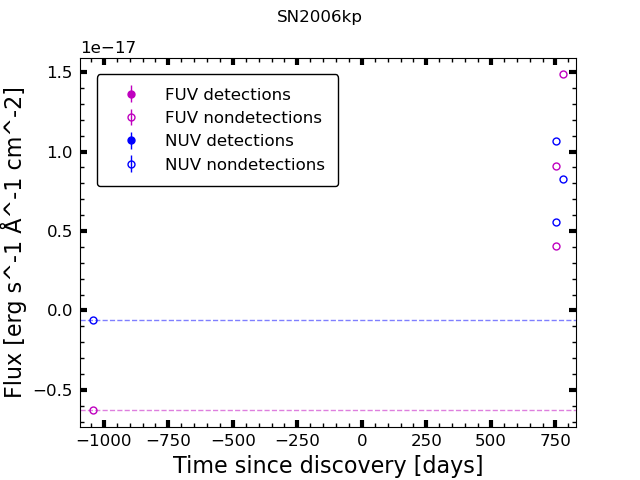 SN2006kp
1e−17
1.5
1.0
0.5
0.0
−0.5
Flux [erg s^-1 Å^-1 cm^-2]
FUV detections
FUV nondetections
NUV detections
NUV nondetections
−1000 −750 −500 −250 0 250 500 750
Time since discovery [days]